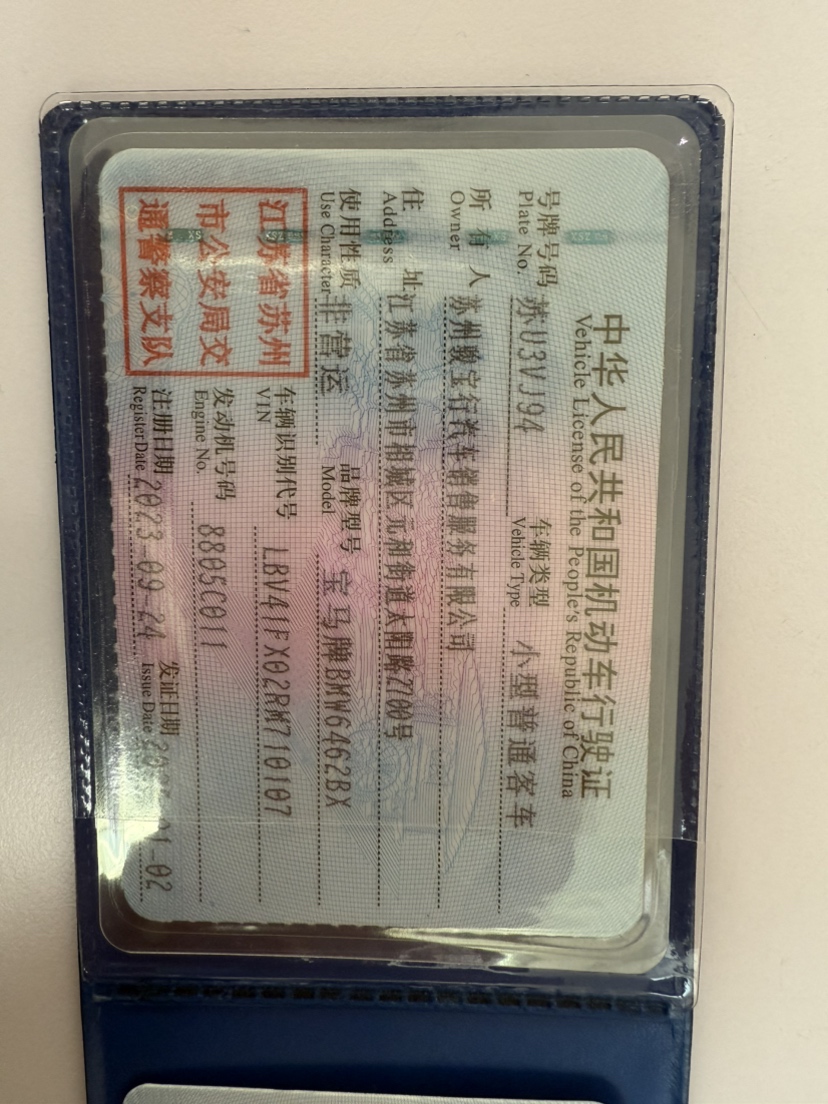 中华人民共和国机动车行驶证
Vehicle License of the People's Republic of China
号牌号码 苏U3VJ94 车辆类型 小型普通客车
Plate No. Vehicle Type
所有人 苏州骏宝行汽车销售服务有限公司
Owner
住址 江苏省苏州市相城区元和街道太阳路2700号
Address
使用性质 非营运 品牌型号 宝马牌BMW6462BX
Use Character Model
江苏省苏州
市公安局交
通警察支队
车辆识别代号 LBV41FX02RM710107
VIN
发动机号码 8805C011
Engine No.
注册日期 2023-09-24 发证日期 01-02
Register Date Issue Date